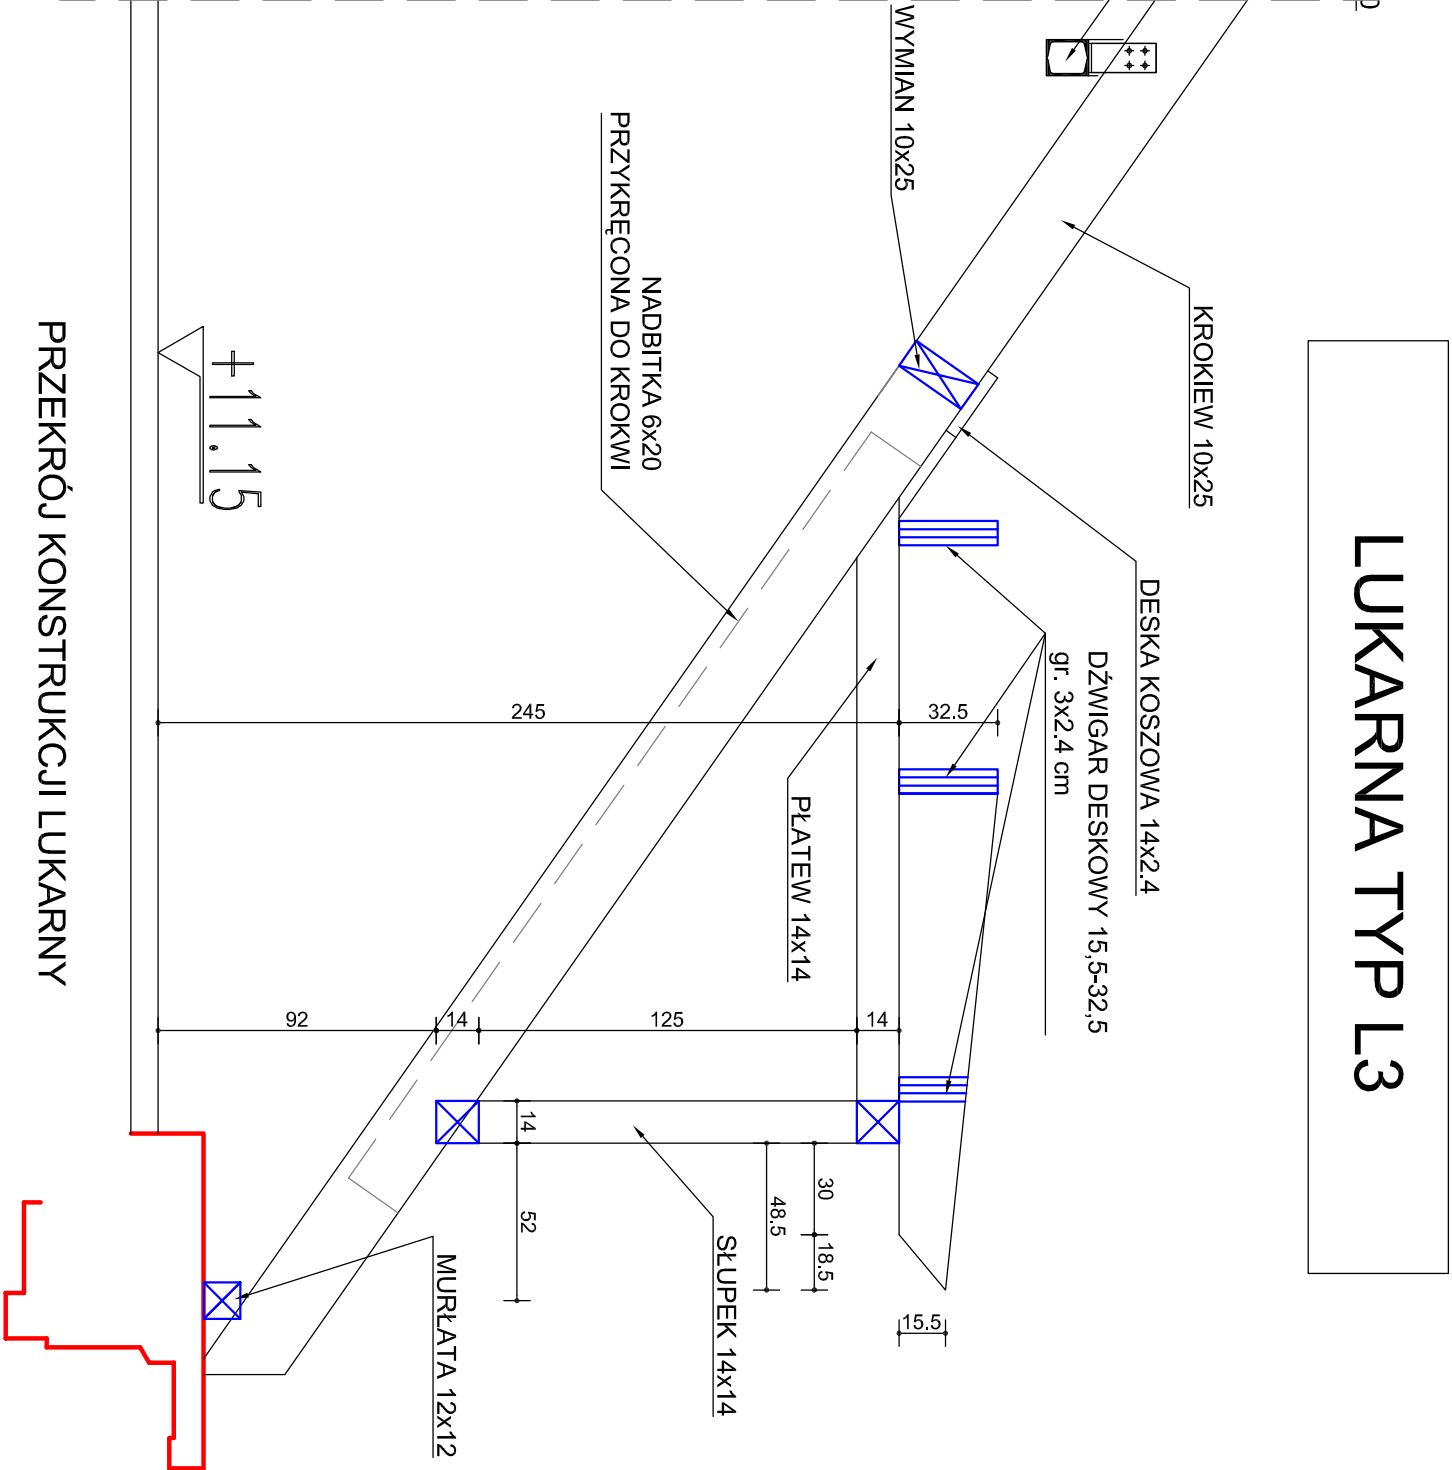 LUKARNA TYP L3
KROKIEW 10x25
DESKA KOSZOWA 14x2.4
DŹWIGAR DESKOWY 15,5-32,5
gr. 3x2.4 cm
WYMIAN 10x25
PŁATEW 14x14
SŁUPEK 14x14
NADBITKA 6x20
PRZYKRĘCONA DO KROKWI
MURŁATA 12x12
32.5
245
14
125
14
92
15.5
30
18.5
48.5
14
52
+11.15
PRZEKRÓJ KONSTRUKCJI LUKARNY